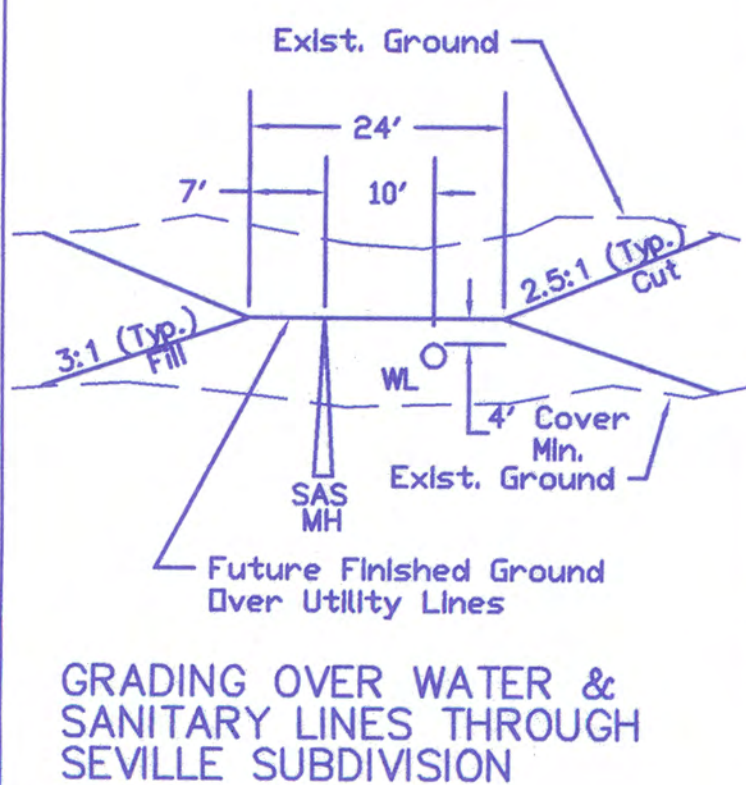 Exist. Ground
24'
7'
10'
2.5:1 (Typ.)
Cut
3:1 (Typ.)
Fill
WL
4' Cover
Min.
Exist. Ground
SAS
MH
Future Finished Ground
Over Utility Lines
GRADING OVER WATER &
SANITARY LINES THROUGH
SEVILLE SUBDIVISION